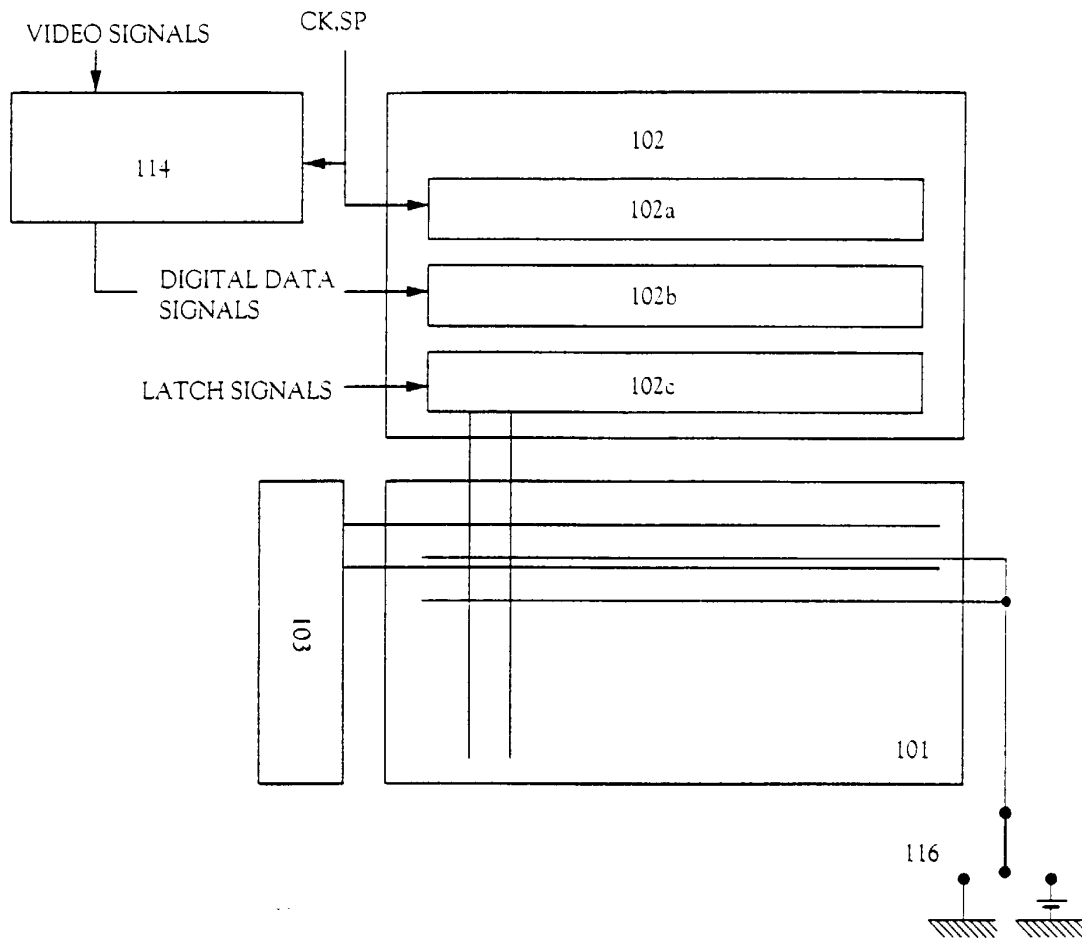 VIDEO SIGNALS
CK,SP
114
102
102a
DIGITAL DATA
SIGNALS
102b
LATCH SIGNALS
102c
103
101
116